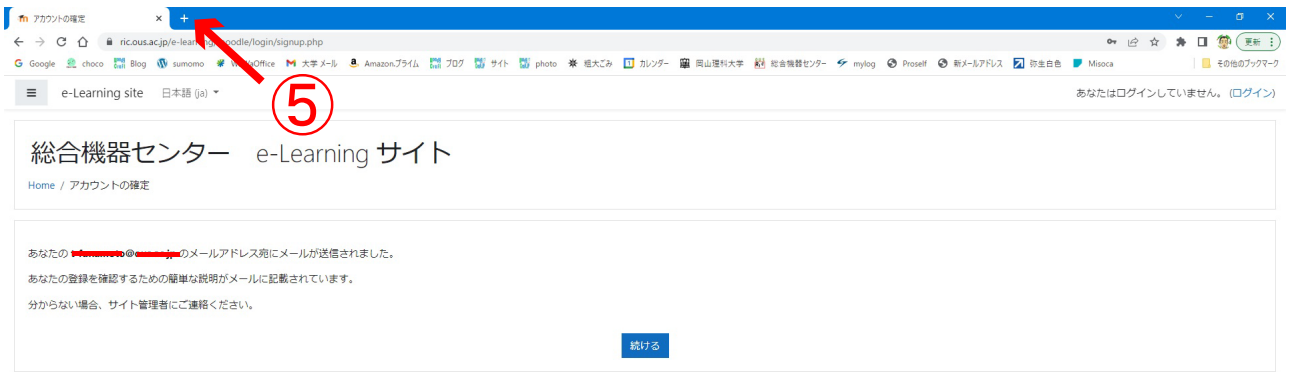 アカウントの確定
ric.ous.ac.jp/e-learning/moodle/login/signup.php
更新
Google choco Blog sumomo 大学メール Amazonプライム ブログ サイト photo 粗大ごみ カレンダー 岡山理科大学 総合機器センター mylog Proself 新メールアドレス 弥生白色 Misoca その他のブックマーク
⑤
e-Learning site 日本語 (ja)
あなたはログインしていません。 (ログイン)
総合機器センター e-Learning サイト
Home / アカウントの確定
あなたの のメールアドレス宛にメールが送信されました。
あなたの登録を確認するための簡単な説明がメールに記載されています。
分からない場合、サイト管理者にご連絡ください。
続ける